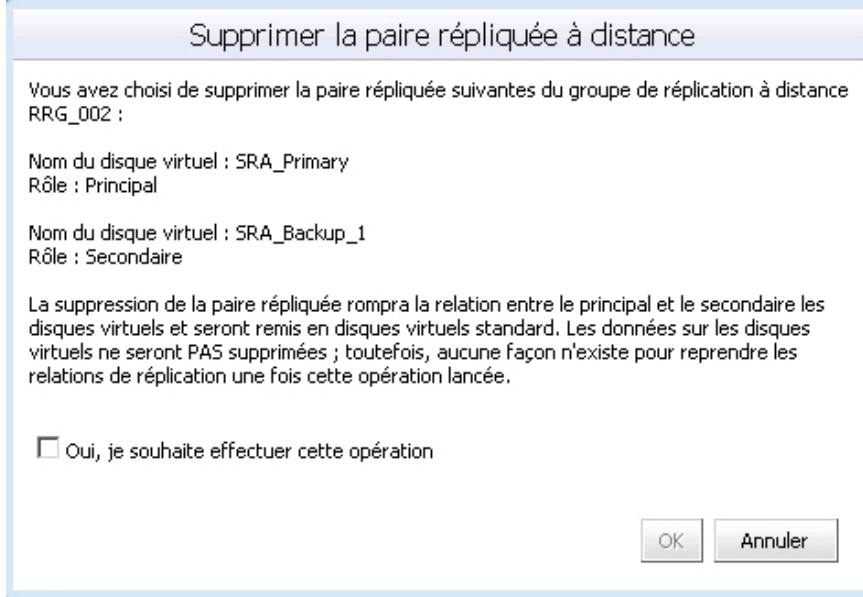 Supprimer la paire répliquée à distance
Vous avez choisi de supprimer la paire répliquée suivantes du groupe de réplication à distance
RRG_002 :
Nom du disque virtuel : SRA_Primary
Rôle : Principal
Nom du disque virtuel : SRA_Backup_1
Rôle : Secondaire
La suppression de la paire répliquée rompra la relation entre le principal et le secondaire les
disques virtuels et seront remis en disques virtuels standard. Les données sur les disques
virtuels ne seront PAS supprimées ; toutefois, aucune façon n'existe pour reprendre les
relations de réplication une fois cette opération lancée.
Oui, je souhaite effectuer cette opération
OK Annuler